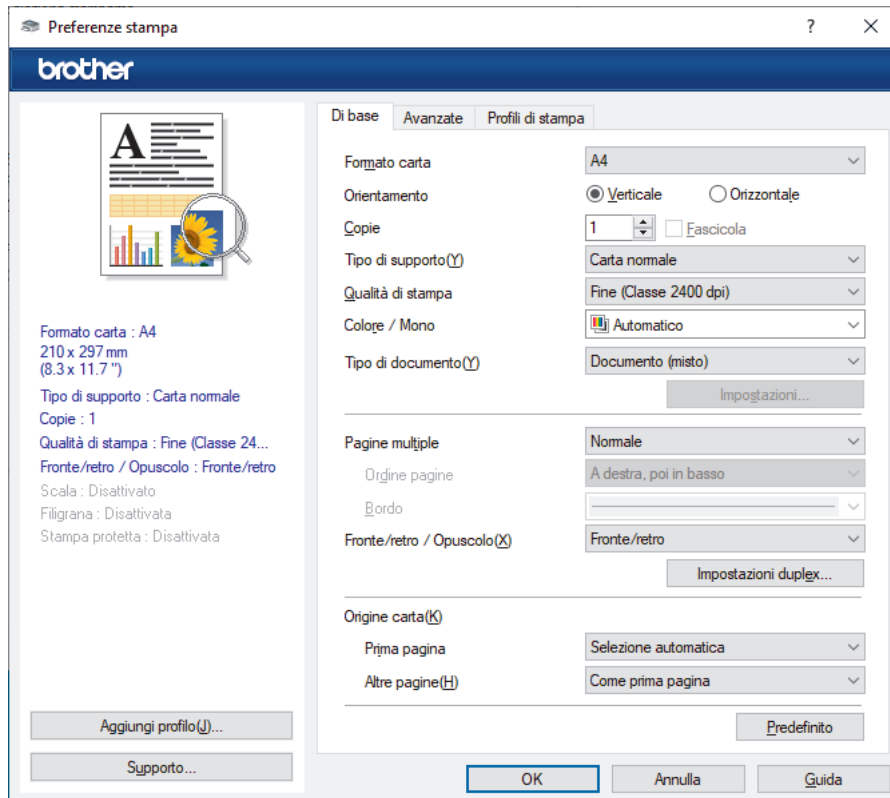 Preferenze stampa
brother
A
Formato carta : A4
210 x 297 mm
(8.3 x 11.7 ")
Tipo di supporto : Carta normale
Copie : 1
Qualità di stampa : Fine (Classe 24...
Fronte/retro / Opuscolo : Fronte/retro
Scala : Disattivato
Filigrana : Disattivata
Stampa protetta : Disattivata
Aggiungi profilo(J)...
Supporto...
Di base Avanzate Profili di stampa
Formato carta A4
Orientamento Verticale Orizzontale
Copie 1 Fascicola
Tipo di supporto(Y) Carta normale
Qualità di stampa Fine (Classe 2400 dpi)
Colore / Mono Automatico
Tipo di documento(Y) Documento (misto)
Impostazioni...
Pagine multiple Normale
Ordine pagine A destra, poi in basso
Bordo
Fronte/retro / Opuscolo(X) Fronte/retro
Impostazioni duplex...
Origine carta(K)
Prima pagina Selezione automatica
Altre pagine(H) Come prima pagina
Predefinito
OK Annulla Guida